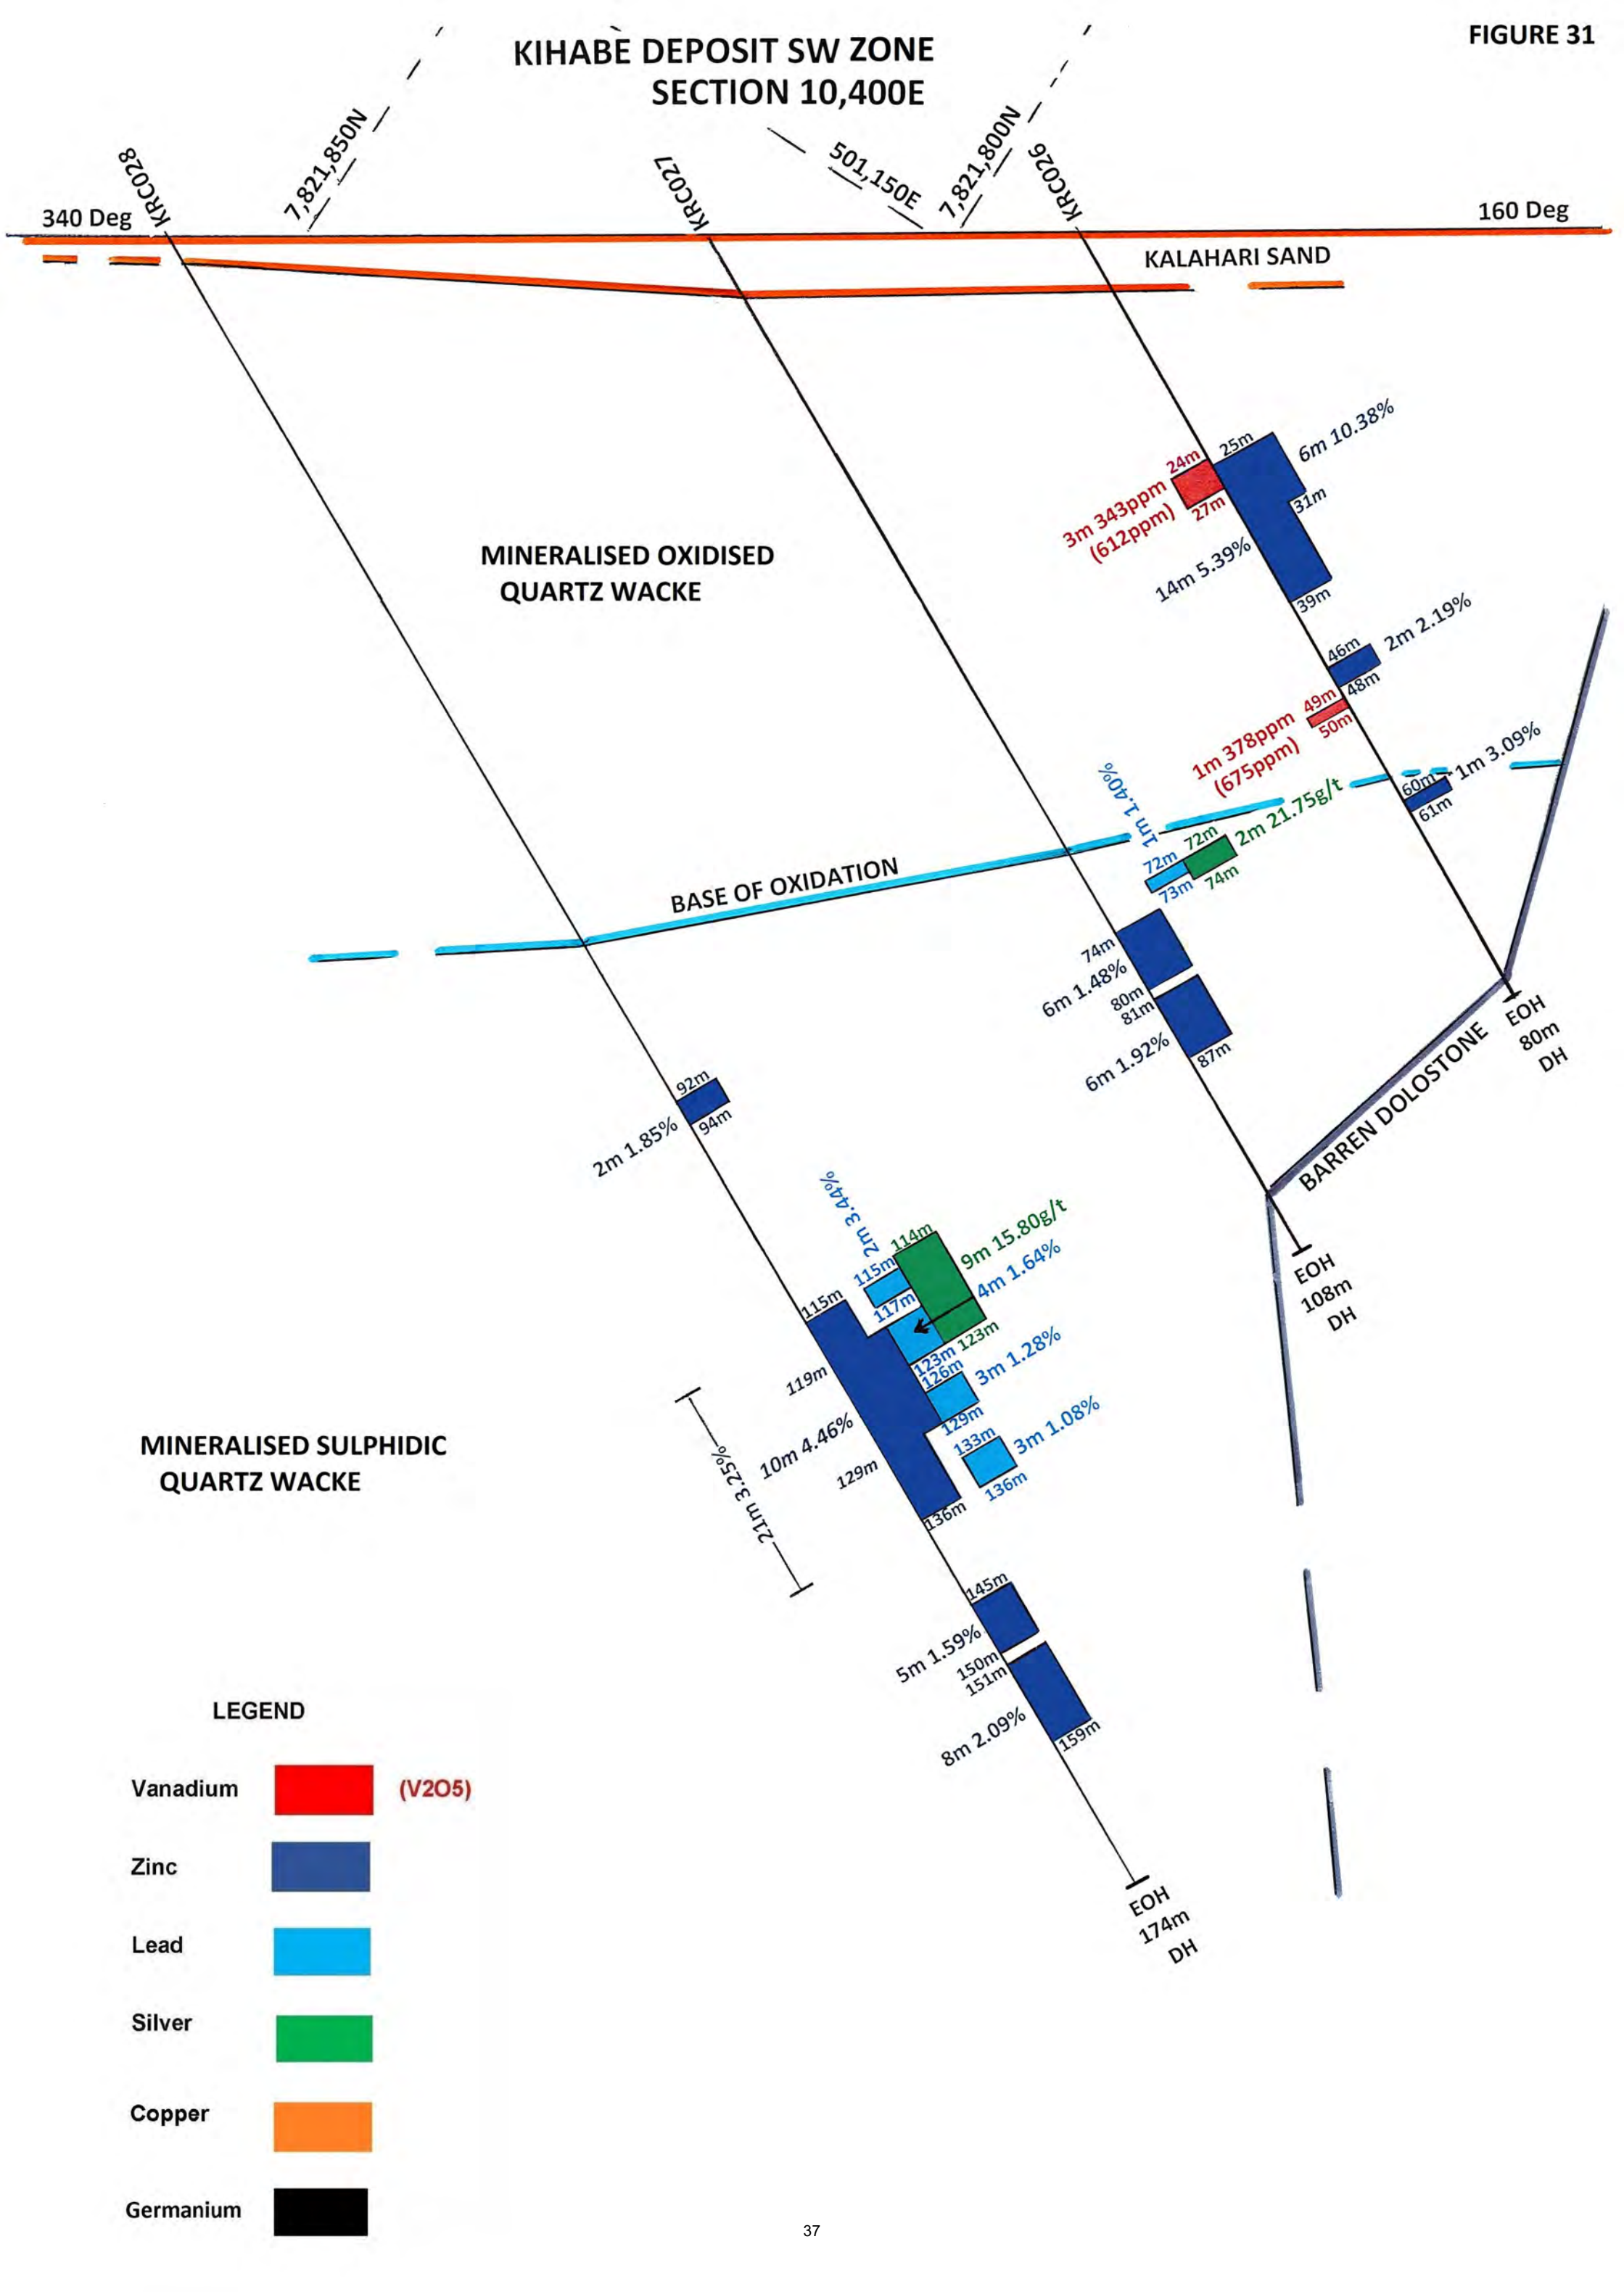 FIGURE 31
KIHABE DEPOSIT SW ZONE
SECTION 10,400E
KRC028
7,821,850N
KRC027
501,150E
7,821,800N
KRC026
340 Deg
160 Deg
KALAHARI SAND
25m
6m 10.38%
24m
3m 343ppm
(612ppm)
27m
31m
14m 5.39%
39m
MINERALISED OXIDISED
QUARTZ WACKE
46m
2m 2.19%
48m
49m
1m 378ppm
(675ppm)
50m
60m
1m 3.09%
61m
1m 1.40%
72m
72m
2m 21.75g/t
73m
74m
BASE OF OXIDATION
74m
6m 1.48%
80m
81m
6m 1.92%
87m
EOH
80m
DH
BARREN DOLOSTONE
92m
2m 1.85%
94m
2m 3.44%
114m
9m 15.80g/t
115m
4m 1.64%
117m
115m
EOH
108m
DH
123m
123m
119m
126m
3m 1.28%
129m
10m 4.46%
133m
3m 1.08%
129m
136m
21m 3.25%
136m
MINERALISED SULPHIDIC
QUARTZ WACKE
145m
5m 1.59%
150m
151m
8m 2.09%
159m
EOH
174m
DH
LEGEND
Vanadium (V2O5)
Zinc
Lead
Silver
Copper
Germanium
37